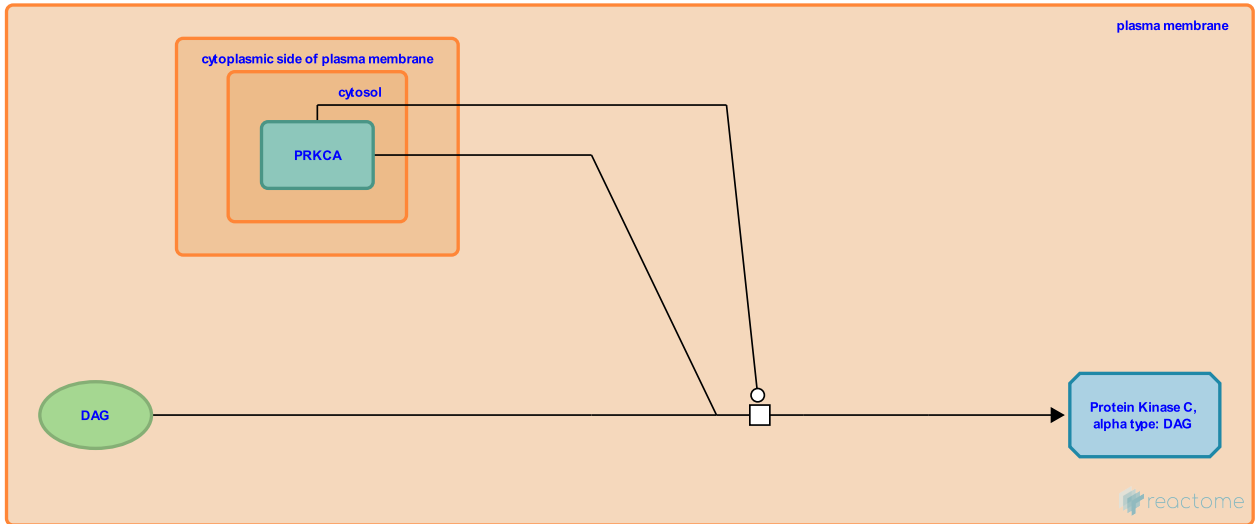 plasma membrane
cytoplasmic side of plasma membrane
cytosol
PRKCA
DAG
Protein Kinase C,
alpha type: DAG
reactome